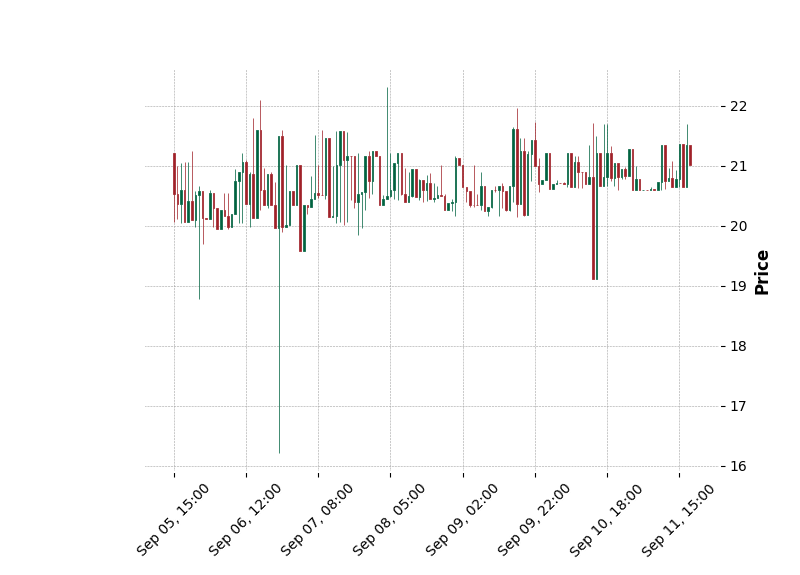 22
21
20
19
18
17
16
Price
Sep 05, 15:00
Sep 06, 12:00
Sep 07, 08:00
Sep 08, 05:00
Sep 09, 02:00
Sep 09, 22:00
Sep 10, 18:00
Sep 11, 15:00